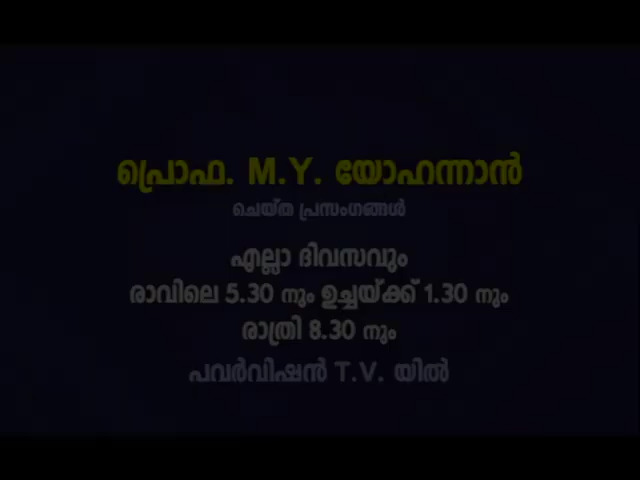 പ്രൊഫ. M.Y. യോഹന്നാൻ
ചെയ്ത പ്രസംഗങ്ങൾ
എല്ലാ ദിവസവും
രാവിലെ 5.30 നും ഉച്ചയ്ക്ക് 1.30 നും
രാത്രി 8.30 നും
പവർവിഷൻ T.V. യിൽ